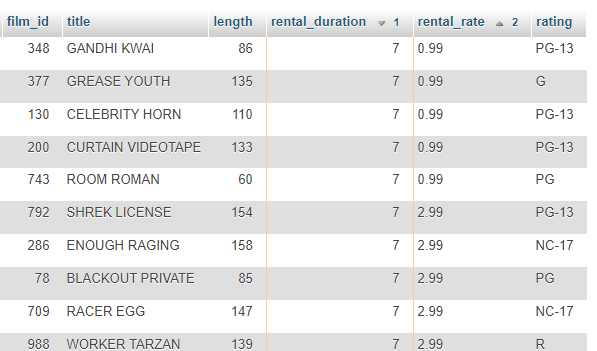 film_id title length rental_duration 1 rental_rate 2 rating
348 GANDHI KWAI 86 7 0.99 PG-13
377 GREASE YOUTH 135 7 0.99 G
130 CELEBRITY HORN 110 7 0.99 PG-13
200 CURTAIN VIDEOTAPE 133 7 0.99 PG-13
743 ROOM ROMAN 60 7 0.99 PG
792 SHREK LICENSE 154 7 2.99 PG-13
286 ENOUGH RAGING 158 7 2.99 NC-17
78 BLACKOUT PRIVATE 85 7 2.99 PG
709 RACER EGG 147 7 2.99 NC-17
988 WORKER TARZAN 139 7 2.99 R